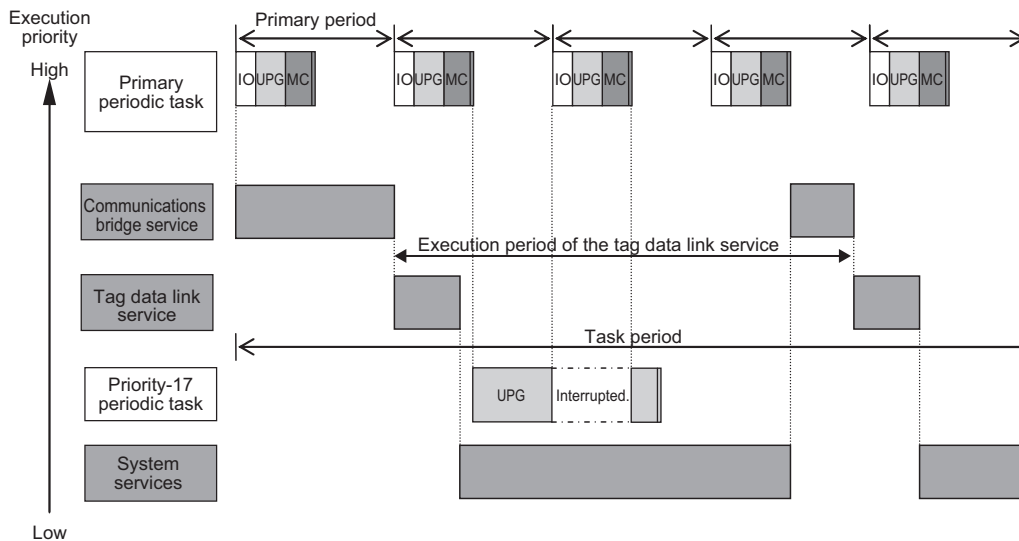 Execution
priority
High
Primary period
Primary
periodic task
IO UPG MC
IO UPG MC
IO UPG MC
IO UPG MC
IO UPG MC
Communications
bridge service
Execution period of the tag data link service
Tag data link
service
Task period
Priority-17
periodic task
UPG
Interrupted.
System
services
Low